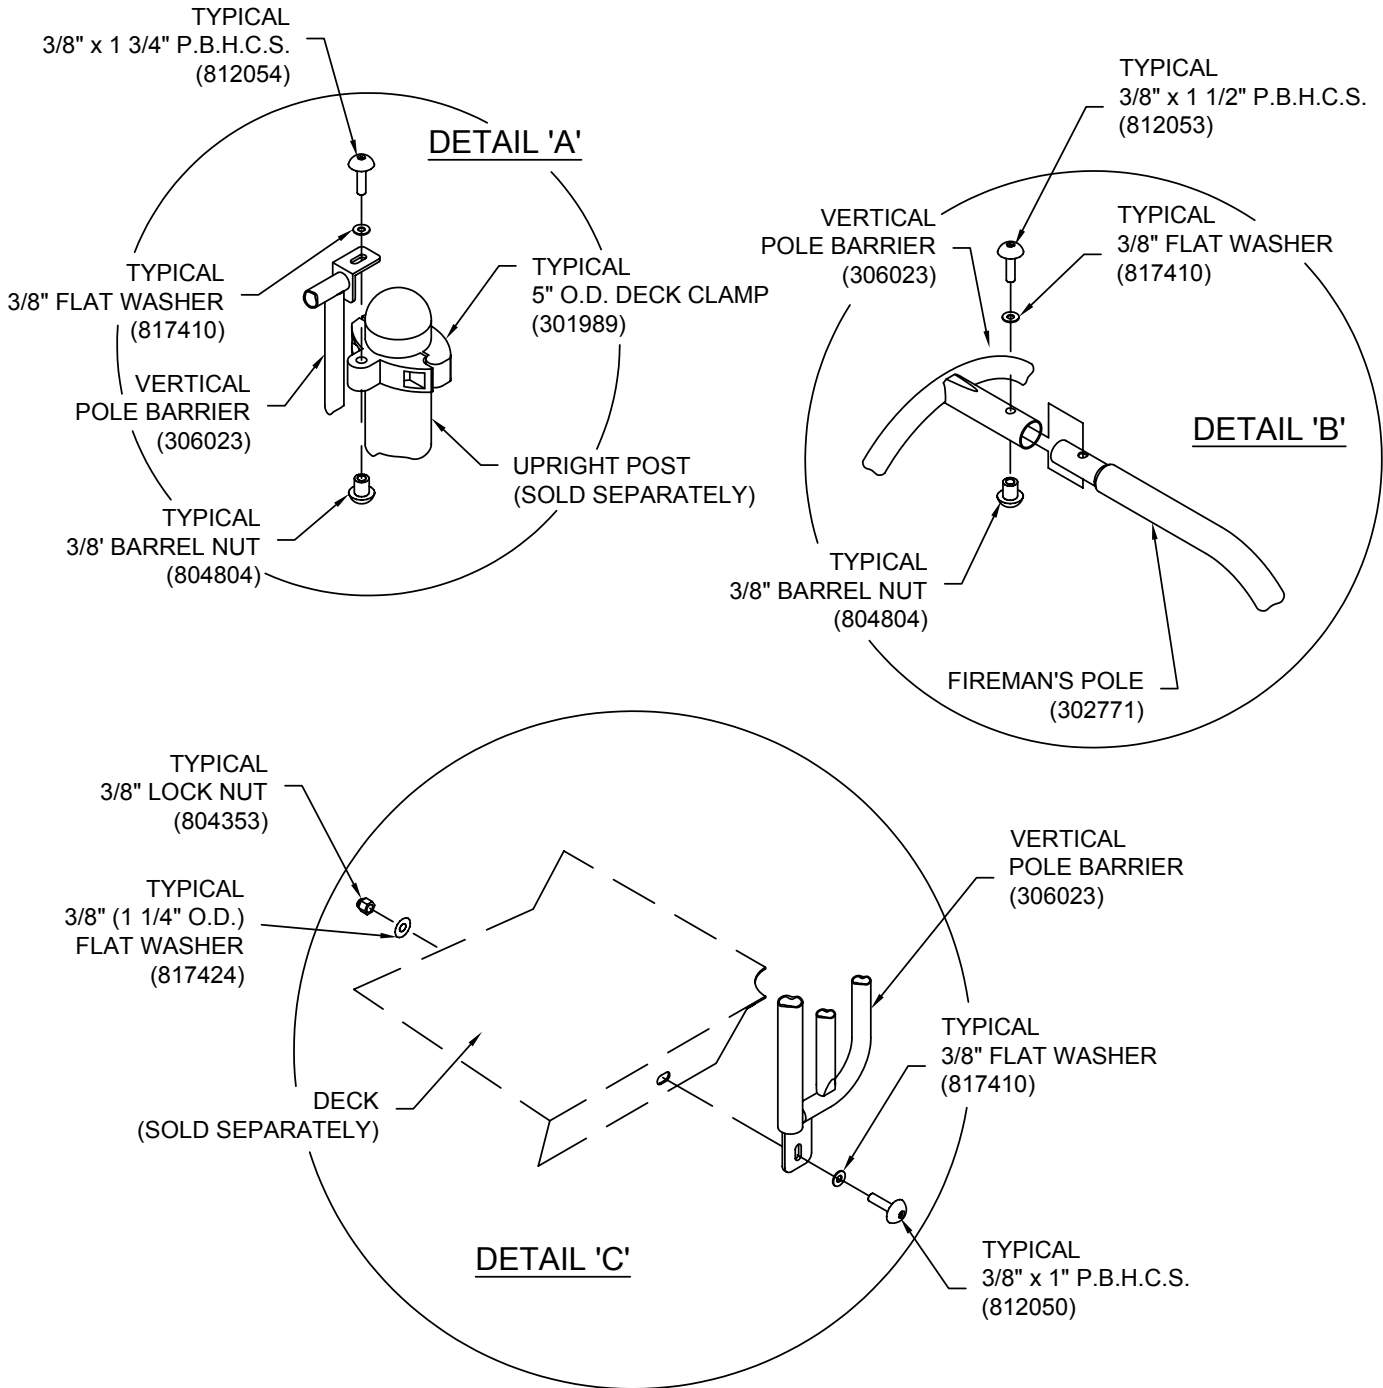 TYPICAL
3/8" x 1 3/4" P.B.H.C.S.
(812054)
DETAIL 'A'
TYPICAL
3/8" FLAT WASHER
(817410)
TYPICAL
5" O.D. DECK CLAMP
(301989)
VERTICAL
POLE BARRIER
(306023)
UPRIGHT POST
(SOLD SEPARATELY)
TYPICAL
3/8' BARREL NUT
(804804)
TYPICAL
3/8" x 1 1/2" P.B.H.C.S.
(812053)
VERTICAL
POLE BARRIER
(306023)
TYPICAL
3/8" FLAT WASHER
(817410)
DETAIL 'B'
TYPICAL
3/8" BARREL NUT
(804804)
FIREMAN'S POLE
(302771)
TYPICAL
3/8" LOCK NUT
(804353)
TYPICAL
3/8" (1 1/4" O.D.)
FLAT WASHER
(817424)
VERTICAL
POLE BARRIER
(306023)
TYPICAL
3/8" FLAT WASHER
(817410)
DECK
(SOLD SEPARATELY)
DETAIL 'C'
TYPICAL
3/8" x 1" P.B.H.C.S.
(812050)